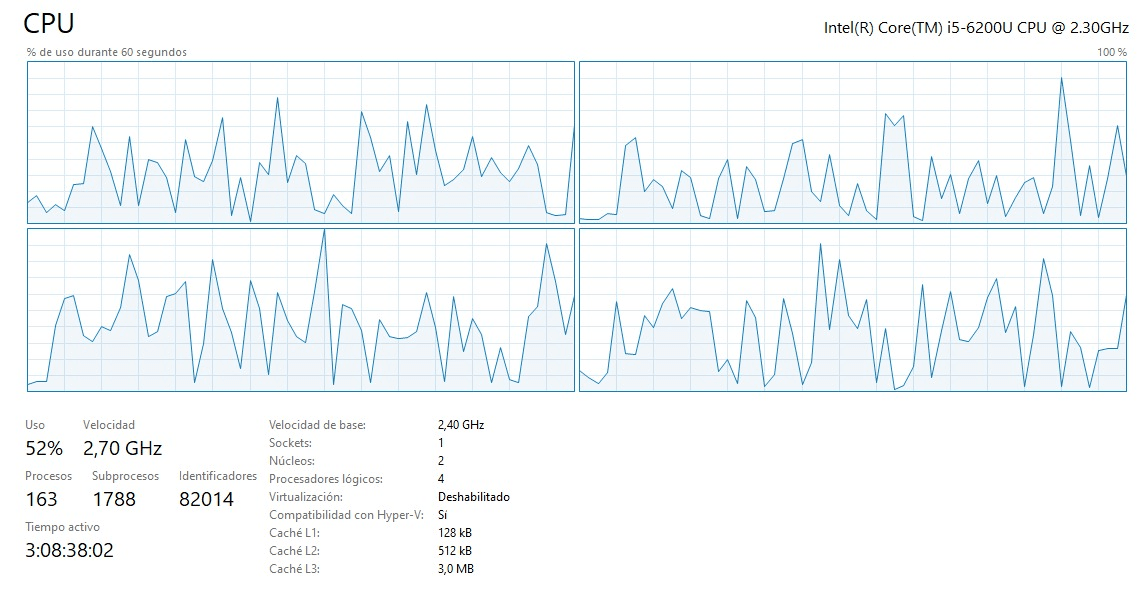 CPU
Intel(R) Core(TM) i5-6200U CPU @ 2.30GHz
% de uso durante 60 segundos
100 %
Uso
Velocidad
52%
2,70 GHz
Procesos
Subprocesos
Identificadores
163
1788
82014
Tiempo activo
3:08:38:02
Velocidad de base:
2,40 GHz
Sockets:
1
Núcleos:
2
Procesadores lógicos:
4
Virtualización:
Deshabilitado
Compatibilidad con Hyper-V:
Sí
Caché L1:
128 kB
Caché L2:
512 kB
Caché L3:
3,0 MB